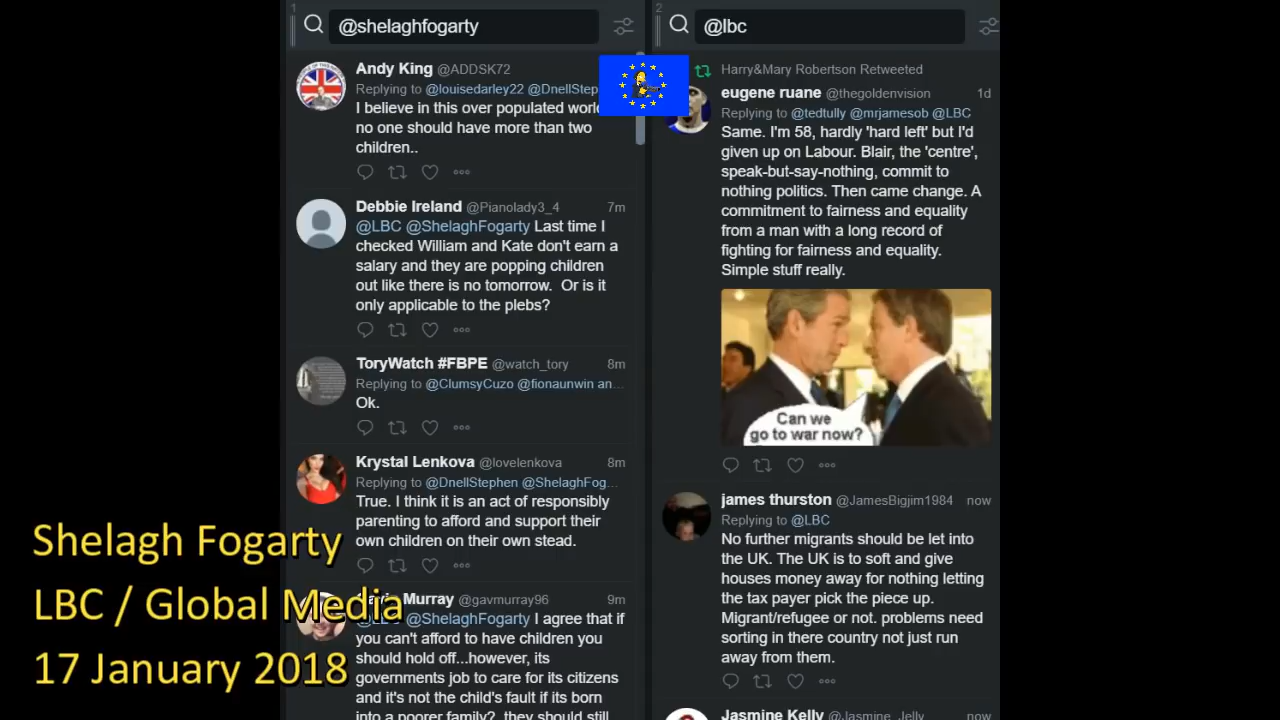 1
@shelaghfogarty
Andy King @ADDSK72
Replying to @louisedarley22 @DnellStep
I believe in this over populated world
no one should have more than two
children..
Debbie Ireland @Pianolady3_4 7m
@LBC @ShelaghFogarty Last time I
checked William and Kate don't earn a
salary and they are popping children
out like there is no tomorrow. Or is it
only applicable to the plebs?
ToryWatch #FBPE @watch_tory 8m
Replying to @ClumsyCuzo @fionaunwin an...
Ok.
Krystal Lenkova @lovelenkova 8m
Replying to @DnellStephen @ShelaghFog...
True. I think it is an act of responsibly
parenting to afford and support their
own children on their own stead.
Murray @gavmurray96 9m
@LBC @ShelaghFogarty I agree that if
you can't afford to have children you
should hold off...however, its
governments job to care for its citizens
and it's not the child's fault if its born
into a poorer family? they should still
2
@lbc
Harry&Mary Robertson Retweeted
eugene ruane @thegoldenvision 1d
Replying to @tedtully @mrjamesob @LBC
Same. I'm 58, hardly 'hard left' but I'd
given up on Labour. Blair, the 'centre',
speak-but-say-nothing, commit to
nothing politics. Then came change. A
commitment to fairness and equality
from a man with a long record of
fighting for fairness and equality.
Simple stuff really.
Can we
go to war now?
james thurston @JamesBigjim1984 now
Replying to @LBC
No further migrants should be let into
the UK. The UK is to soft and give
houses money away for nothing letting
the tax payer pick the piece up.
Migrant/refugee or not. problems need
sorting in there country not just run
away from them.
Jasmine Kelly @Jasmine_Jelly now
Shelagh Fogarty
LBC / Global Media
17 January 2018